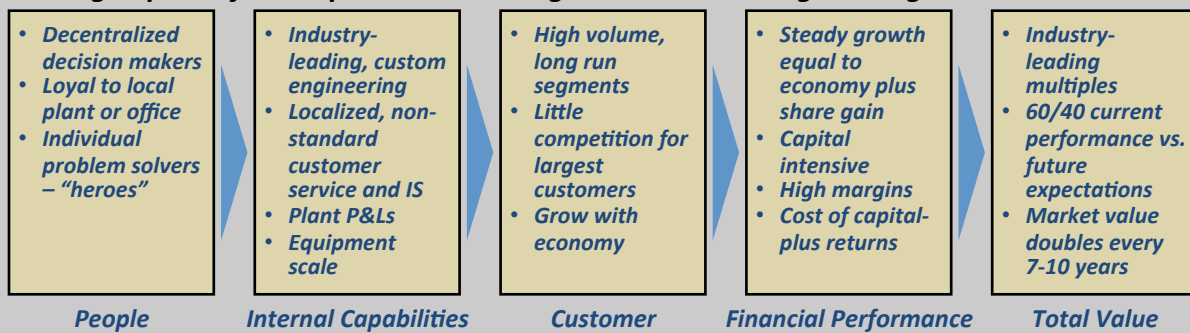 • Decentralized
decision makers
• Loyal to local
plant or office
• Individual
problem solvers
– “heroes”
• Industry-
leading, custom
engineering
• Localized, non-
standard
customer
service and IS
• Plant P&Ls
• Equipment
scale
• High volume,
long run
segments
• Little
competition for
largest
customers
• Grow with
economy
• Steady growth
equal to
economy plus
share gain
• Capital
intensive
• High margins
• Cost of capital-
plus returns
• Industry-
leading
multiples
• 60/40 current
performance vs.
future
expectations
• Market value
doubles every
7-10 years
People
Internal Capabilities
Customer
Financial Performance
Total Value